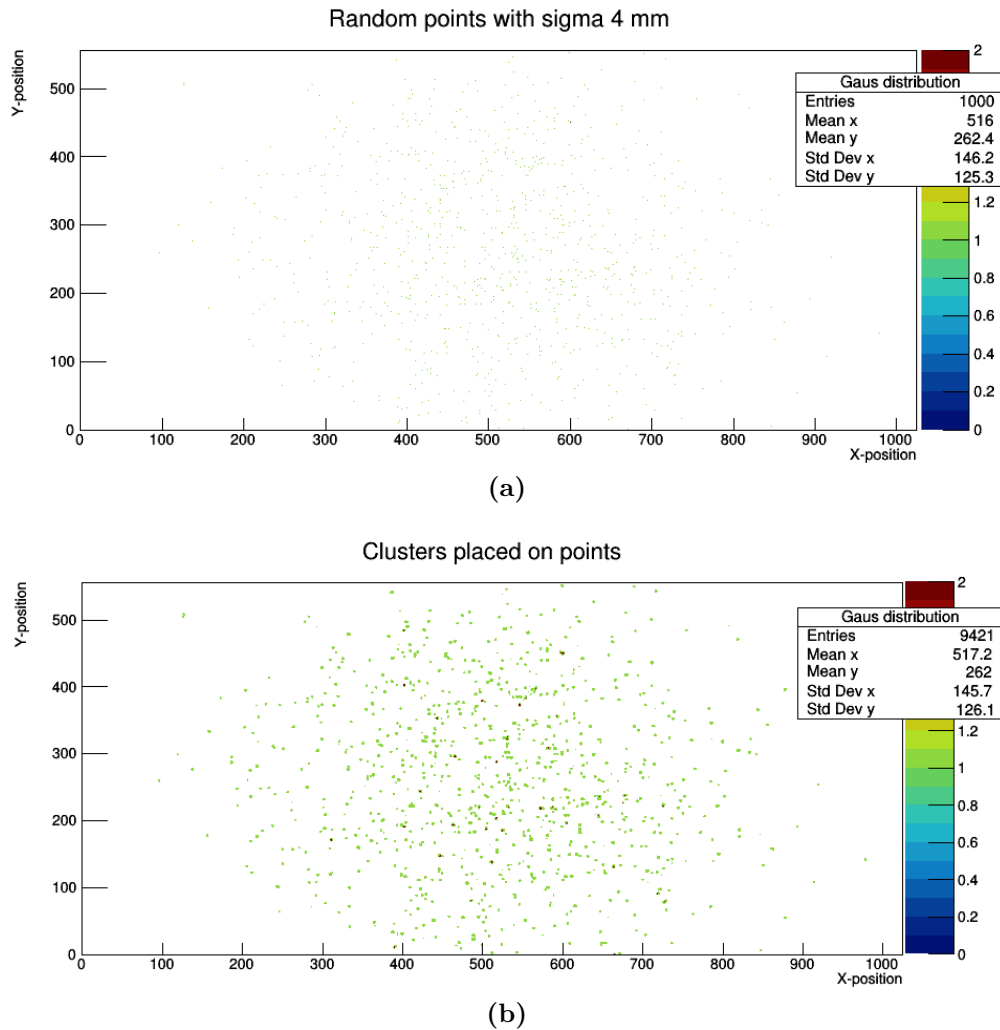 Random points with sigma 4 mm
Y-position
500
400
300
200
100
0
0 100 200 300 400 500 600 700 800 900 1000
X-position
2
1.2
1
0.8
0.6
0.4
0.2
0
Gaus distribution
Entries 1000
Mean x 516
Mean y 262.4
Std Dev x 146.2
Std Dev y 125.3
(a)
Clusters placed on points
Y-position
500
400
300
200
100
0
0 100 200 300 400 500 600 700 800 900 1000
X-position
2
1.2
1
0.8
0.6
0.4
0.2
0
Gaus distribution
Entries 9421
Mean x 517.2
Mean y 262
Std Dev x 145.7
Std Dev y 126.1
(b)